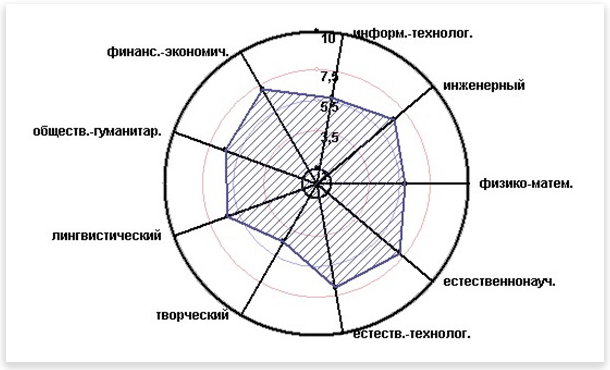 информ.-технолог.
10
финанс.-экономич.
7,5
инженерный
5,5
обществ.-гуманитар.
3,5
физико-матем.
лингвистический
естественнонауч.
творческий
естеств.-технолог.